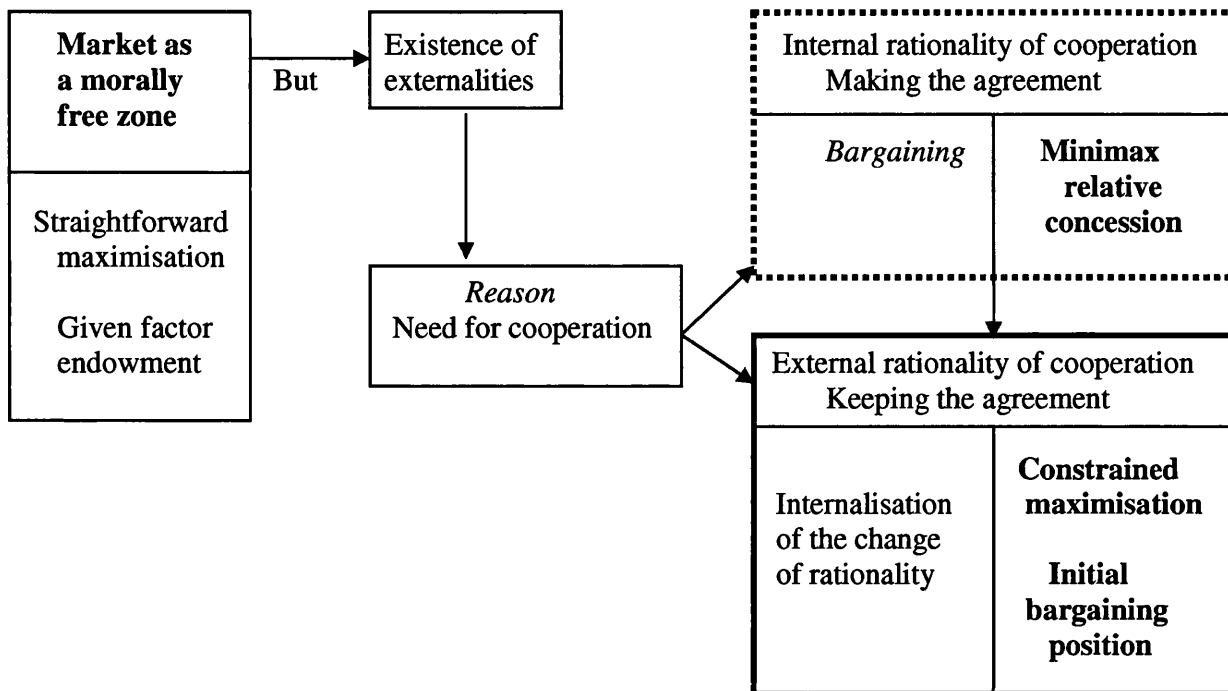 Market as
a morally
free zone
Straightforward
maximisation
Given factor
endowment
But
Existence of
externalities
Reason
Need for cooperation
Internal rationality of cooperation
Making the agreement
Bargaining
Minimax
relative
concession
External rationality of cooperation
Keeping the agreement
Internalisation
of the change
of rationality
Constrained
maximisation
Initial
bargaining
position